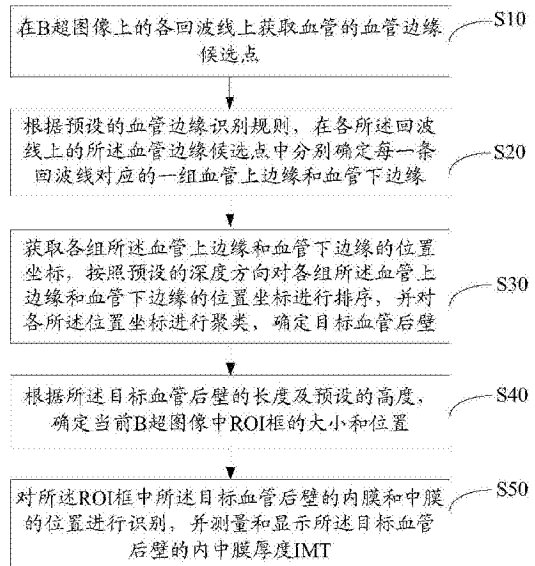 在B超图像上的各回波线上获取血管的血管边缘
候选点
S10
根据预设的血管边缘识别规则，在各所述回波
线上的所述血管边缘候选点中分别确定每一条
回波线对应的一组血管上边缘和血管下边缘
S20
获取各组所述血管上边缘和血管下边缘的位置
坐标，按照预设的深度方向对各组所述血管上
边缘和血管下边缘的位置坐标进行排序，并对
各所述位置坐标进行聚类，确定目标血管后壁
S30
根据所述目标血管后壁的长度及预设的高度，
确定当前B超图像中ROI框的大小和位置
S40
对所述ROI框中所述目标血管后壁的内膜和中膜
的位置进行识别，并测量和显示所述目标血管
后壁的内中膜厚度IMT
S50